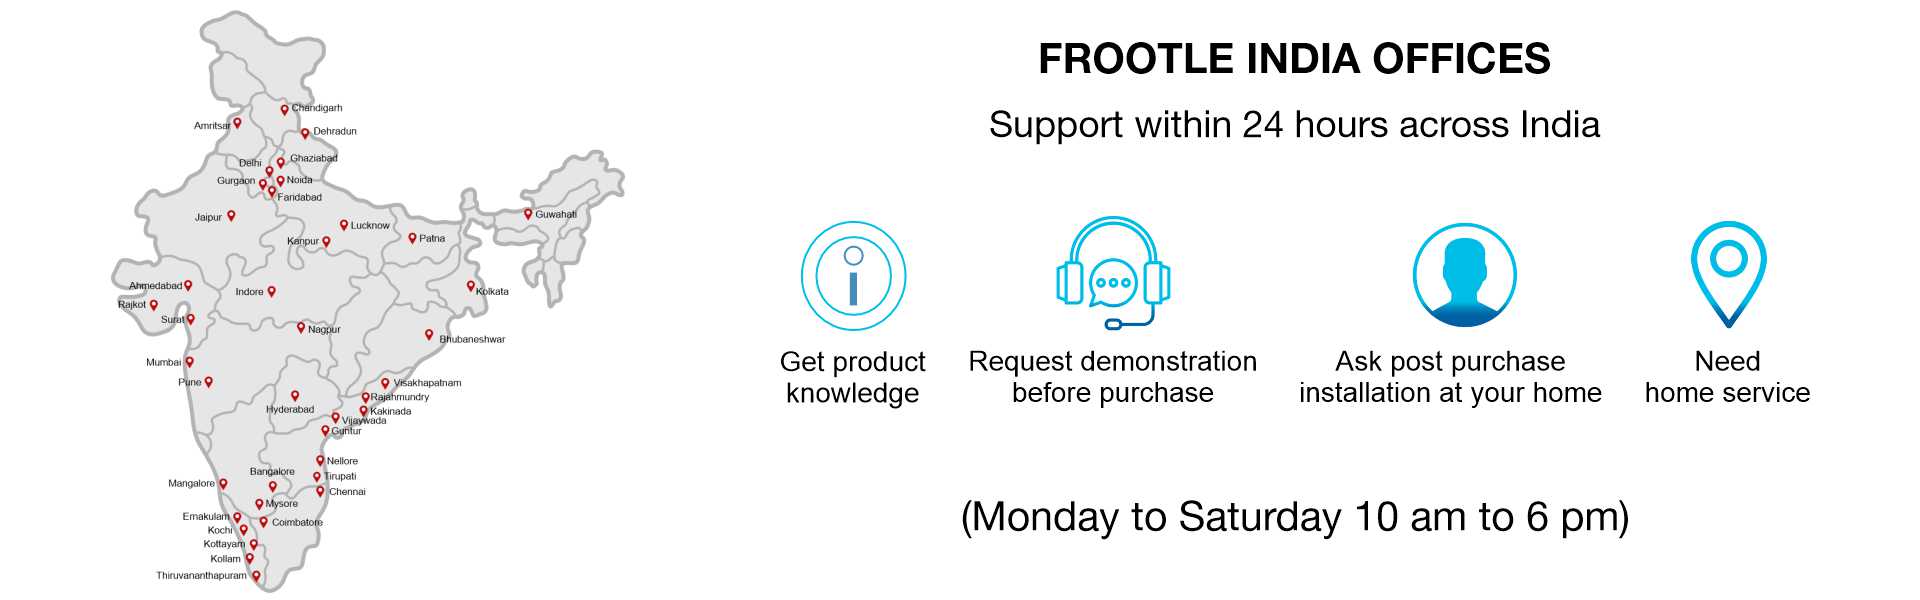 FROOTLE INDIA OFFICES
Support within 24 hours across India
Get product
knowledge
Request demonstration
before purchase
Ask post purchase
installation at your home
Need
home service
(Monday to Saturday 10 am to 6 pm)
Chandigarh
Amritsar
Dehradun
Ghaziabad
Delhi
Gurgaon
Noida
Faridabad
Jaipur
Lucknow
Kanpur
Patna
Guwahati
Ahmedabad
Indore
Kolkata
Rajkot
Surat
Nagpur
Bhubaneshwar
Mumbai
Pune
Visakhapatnam
Rajahmundry
Hyderabad
Kakinada
Vijaywada
Guntur
Nellore
Bangalore
Tirupati
Mangalore
Chennai
Mysore
Ernakulam
Coimbatore
Kochi
Kottayam
Kollam
Thiruvananthapuram